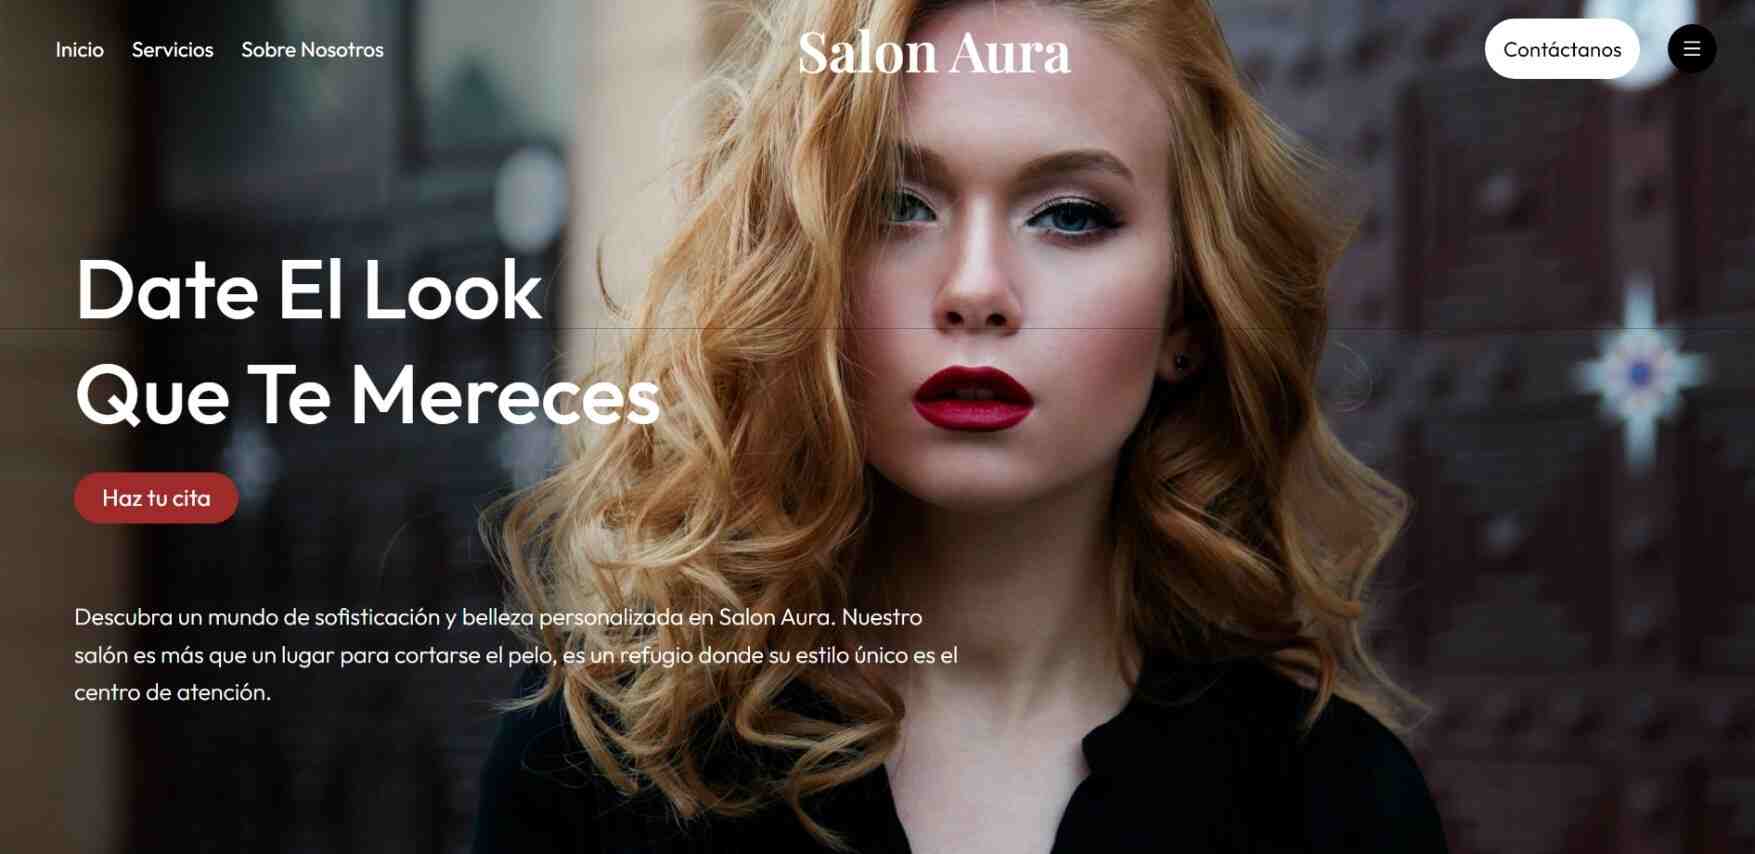 Inicio Servicios Sobre Nosotros
Salon Aura
Contáctanos
Date El Look
Que Te Mereces
Haz tu cita
Descubra un mundo de sofisticación y belleza personalizada en Salon Aura. Nuestro
salón es más que un lugar para cortarse el pelo, es un refugio donde su estilo único es el
centro de atención.